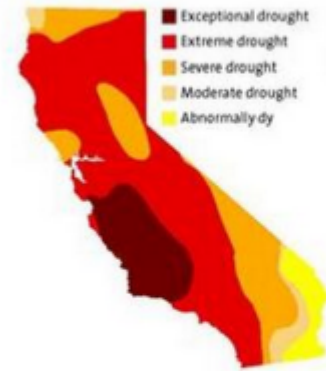 Exceptional drought
Extreme drought
Severe drought
Moderate drought
Abnormally dy